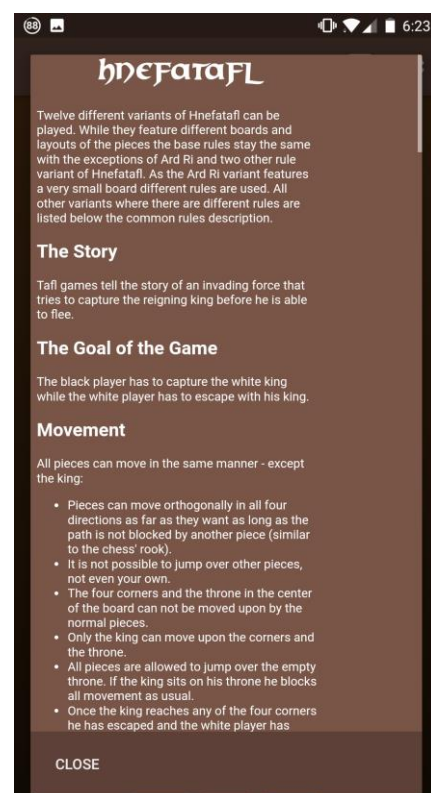 88
6:23
hnefatafl
Twelve different variants of Hnefatafl can be
played. While they feature different boards and
layouts of the pieces the base rules stay the same
with the exceptions of Ard Ri and two other rule
variant of Hnefatafl. As the Ard Ri variant features
a very small board different rules are used. All
other variants where there are different rules are
listed below the common rules description.
The Story
Tafl games tell the story of an invading force that
tries to capture the reigning king before he is able
to flee.
The Goal of the Game
The black player has to capture the white king
while the white player has to escape with his king.
Movement
All pieces can move in the same manner - except
the king:
• Pieces can move orthogonally in all four
directions as far as they want as long as the
path is not blocked by another piece (similar
to the chess' rook).
• It is not possible to jump over other pieces,
not even your own.
• The four corners and the throne in the center
of the board can not be moved upon by the
normal pieces.
• Only the king can move upon the corners and
the throne.
• All pieces are allowed to jump over the empty
throne. If the king sits on his throne he blocks
all movement as usual.
• Once the king reaches any of the four corners
he has escaped and the white player has
CLOSE